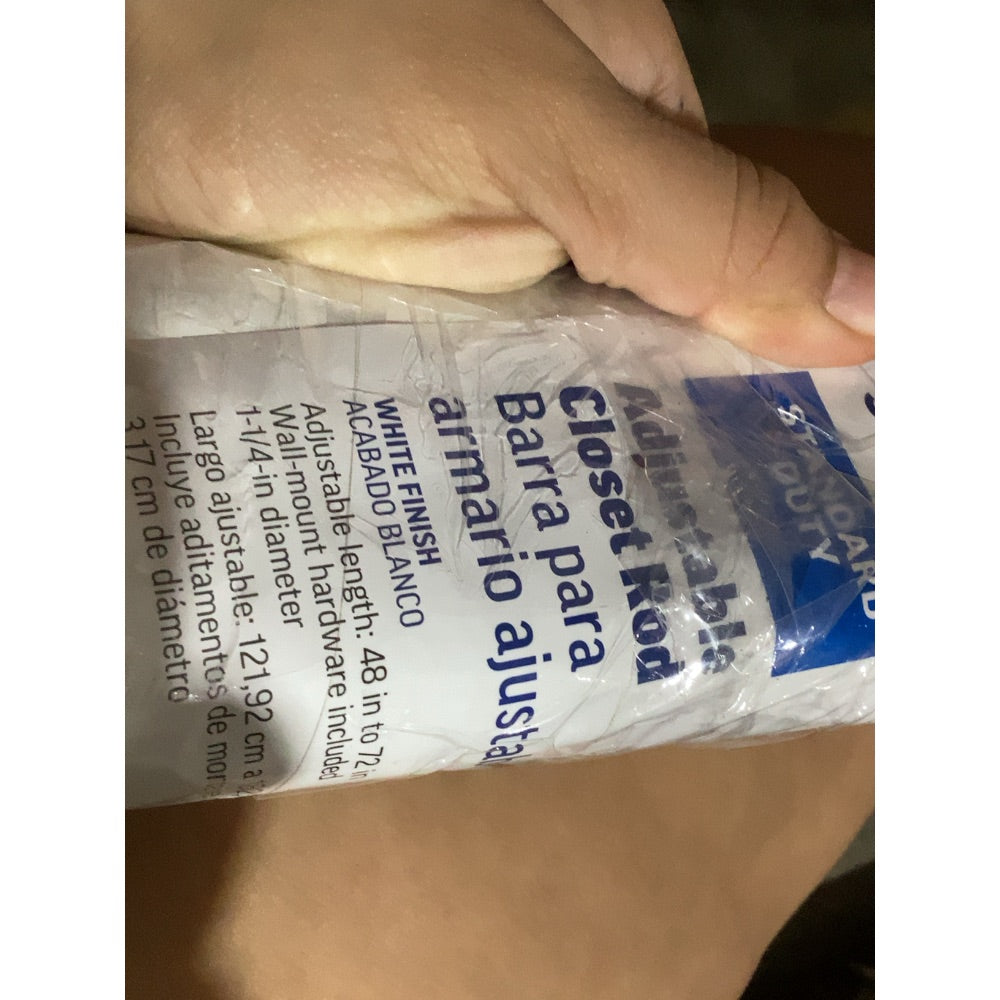 STANDARD
DUTY
Adjustable
Closet Rod
Barra para
armario
WHITE FINISH
ACABADO BLANCO
Adjustable length: 48 in to 72 in
Wall-mount hardware included
1-1/4-in diameter
Largo ajustable: 121,92 cm a
Incluye aditamentos de
3,17 cm de diámetro